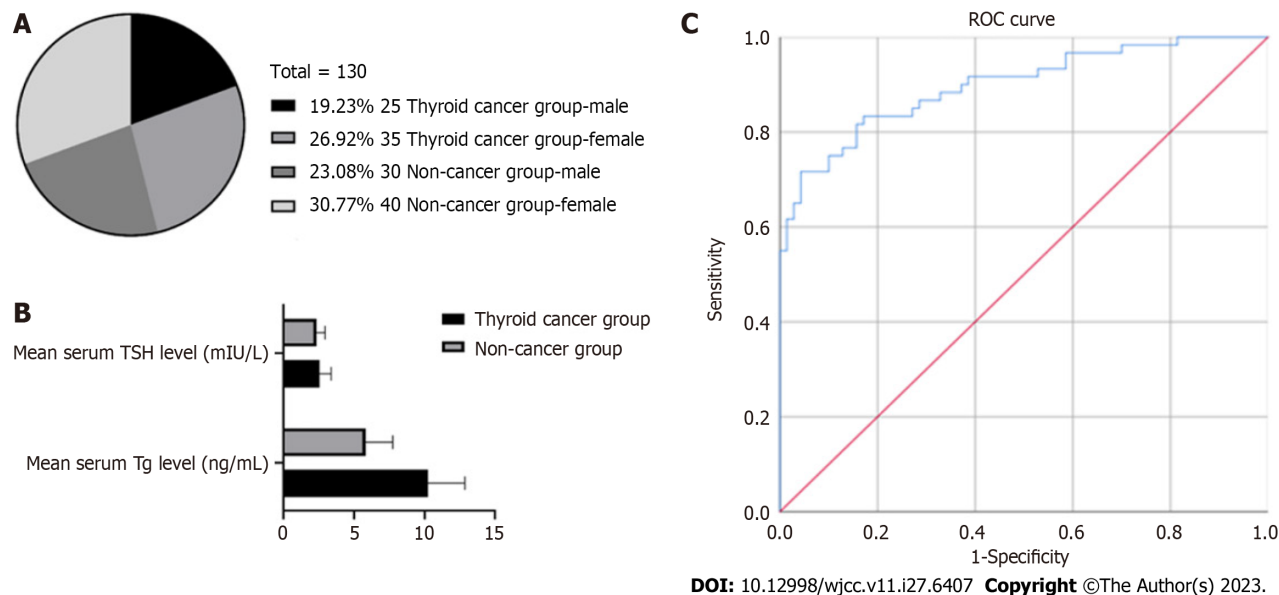 A
Total = 130
19.23% 25 Thyroid cancer group-male
26.92% 35 Thyroid cancer group-female
23.08% 30 Non-cancer group-male
30.77% 40 Non-cancer group-female
B
Thyroid cancer group
Non-cancer group
Mean serum TSH level (mIU/L)
Mean serum Tg level (ng/mL)
0 5 10 15
C
ROC curve
Sensitivity
1.0
0.8
0.6
0.4
0.2
0.0
0.0 0.2 0.4 0.6 0.8 1.0
1-Specificity
DOI: 10.12998/wjcc.v11.i27.6407 Copyright ©The Author(s) 2023.